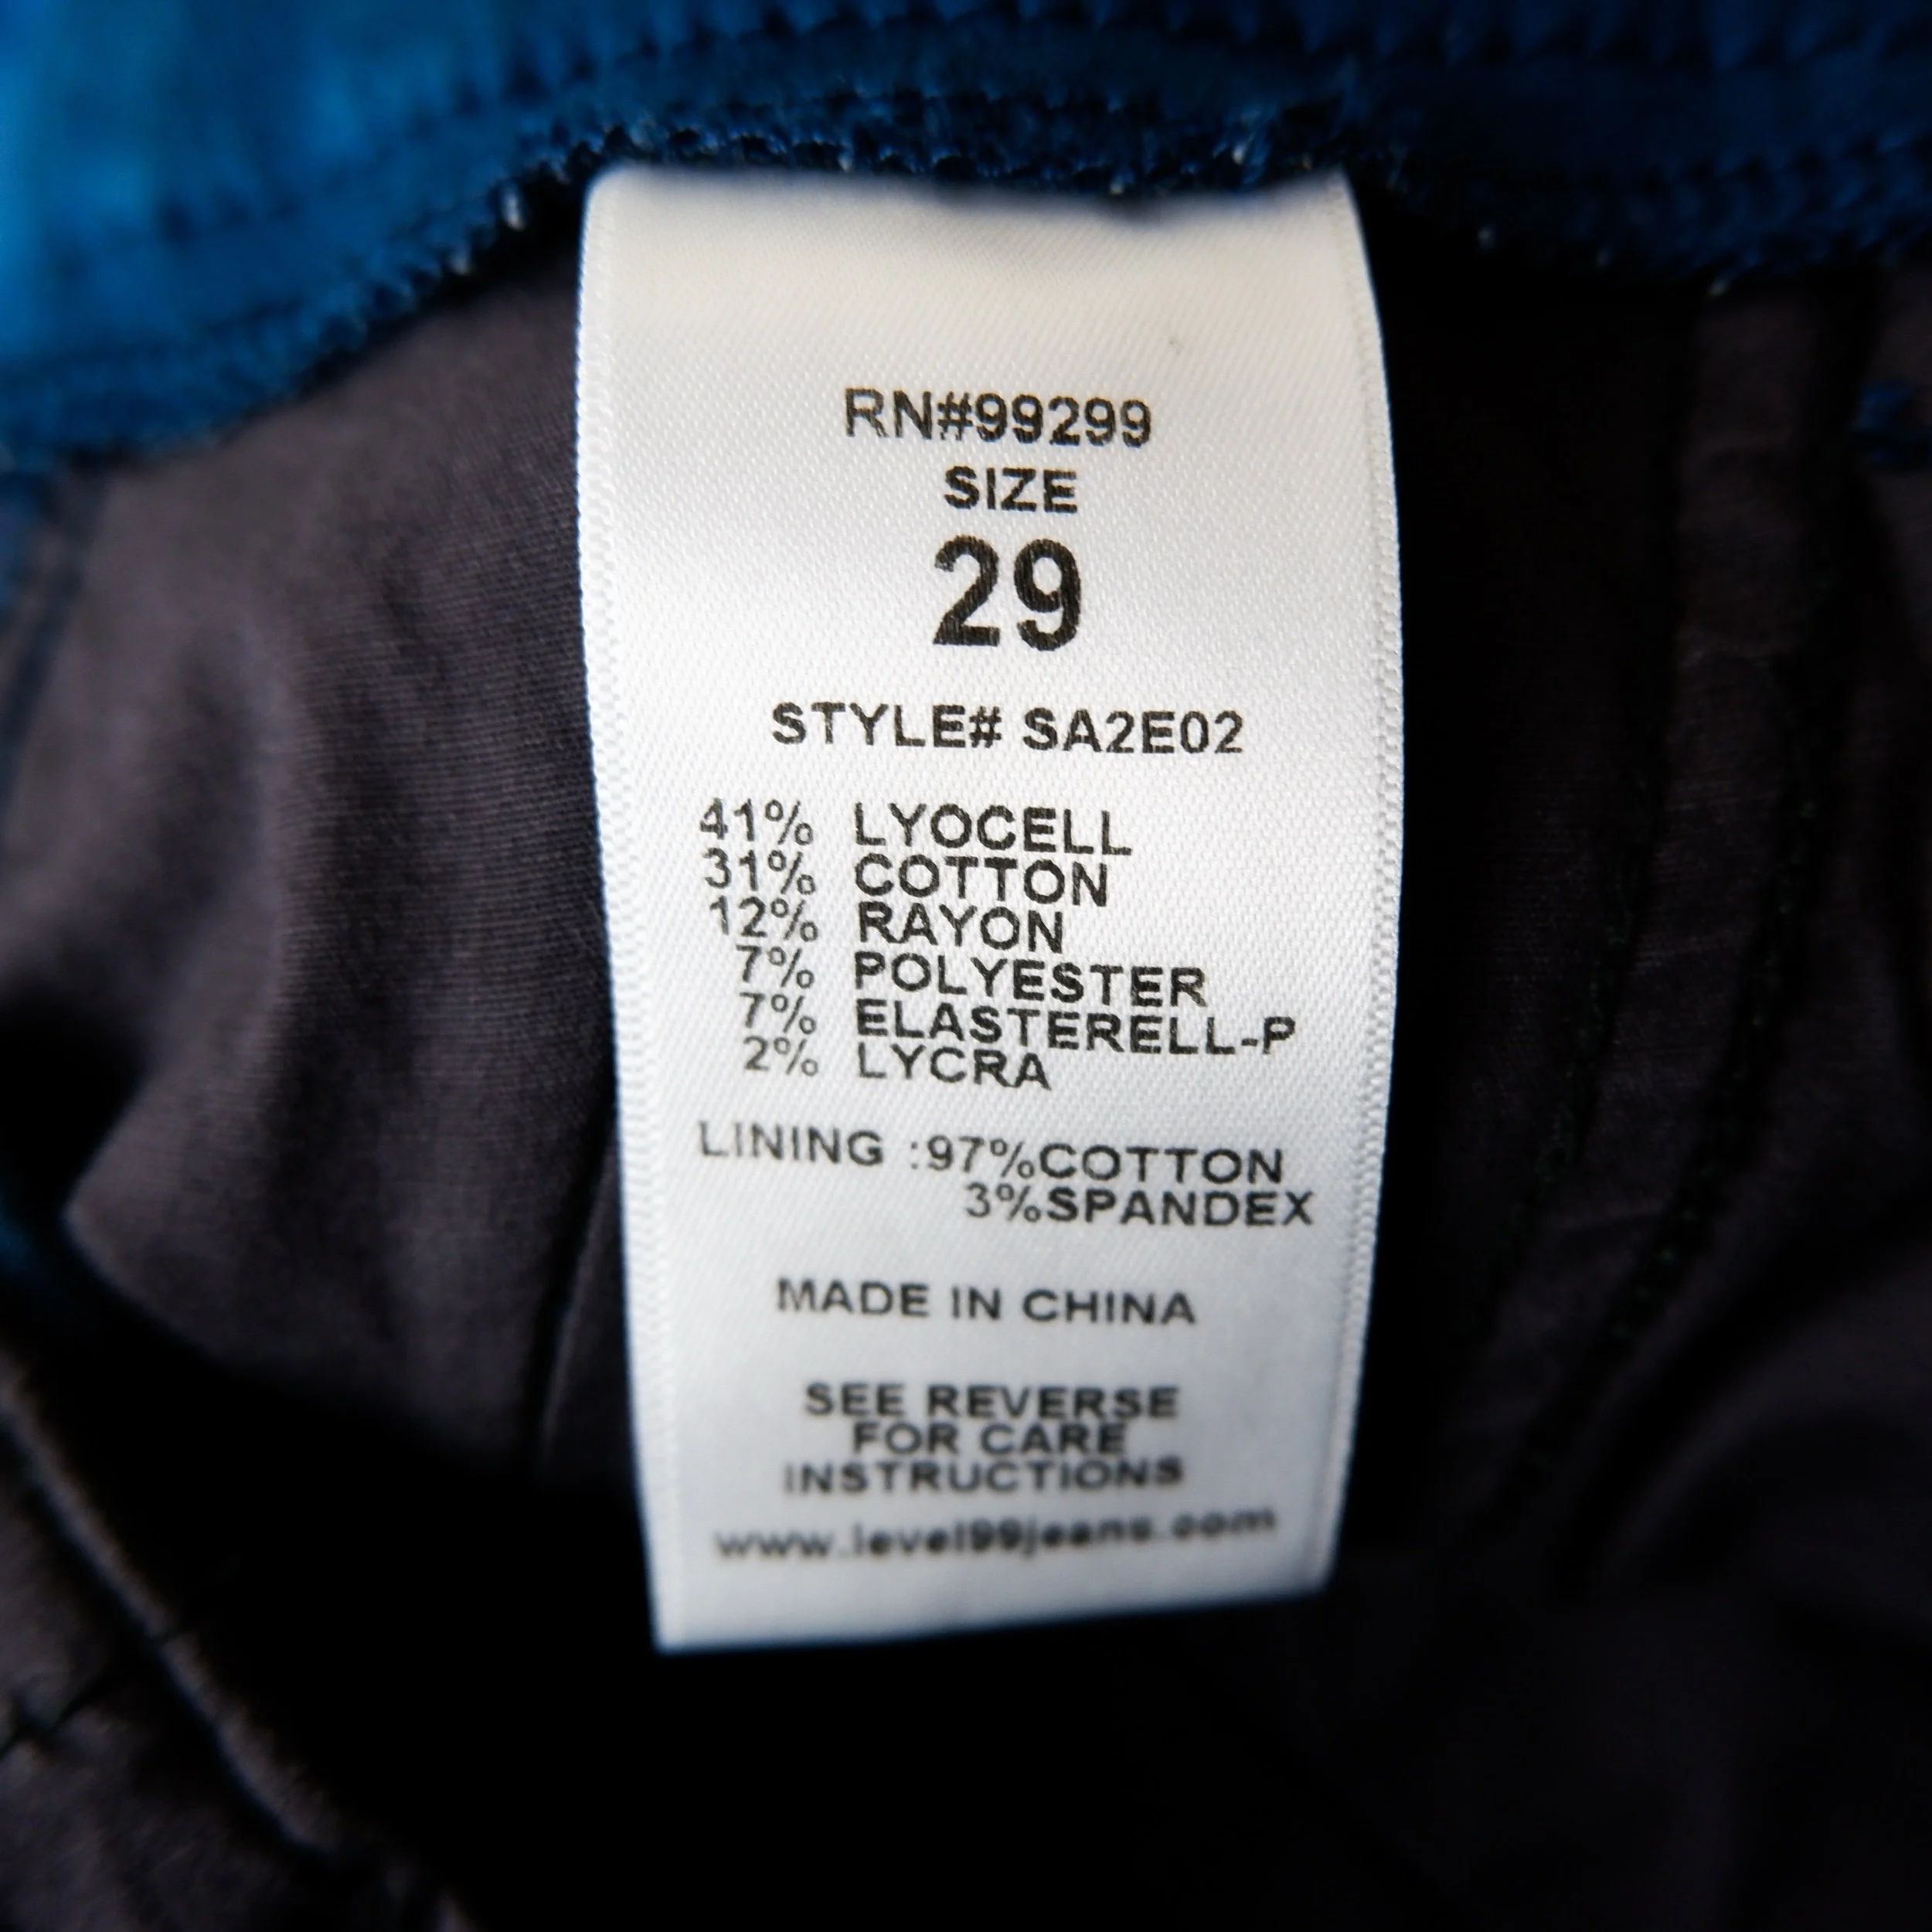 RN#99299
SIZE
29
STYLE# SA2E02
41% LYOCELL
31% COTTON
12% RAYON
7% POLYESTER
7% ELASTERELL-P
2% LYCRA
LINING :97%COTTON
3%SPANDEX
MADE IN CHINA
SEE REVERSE
FOR CARE
INSTRUCTIONS
www.level99jeans.com